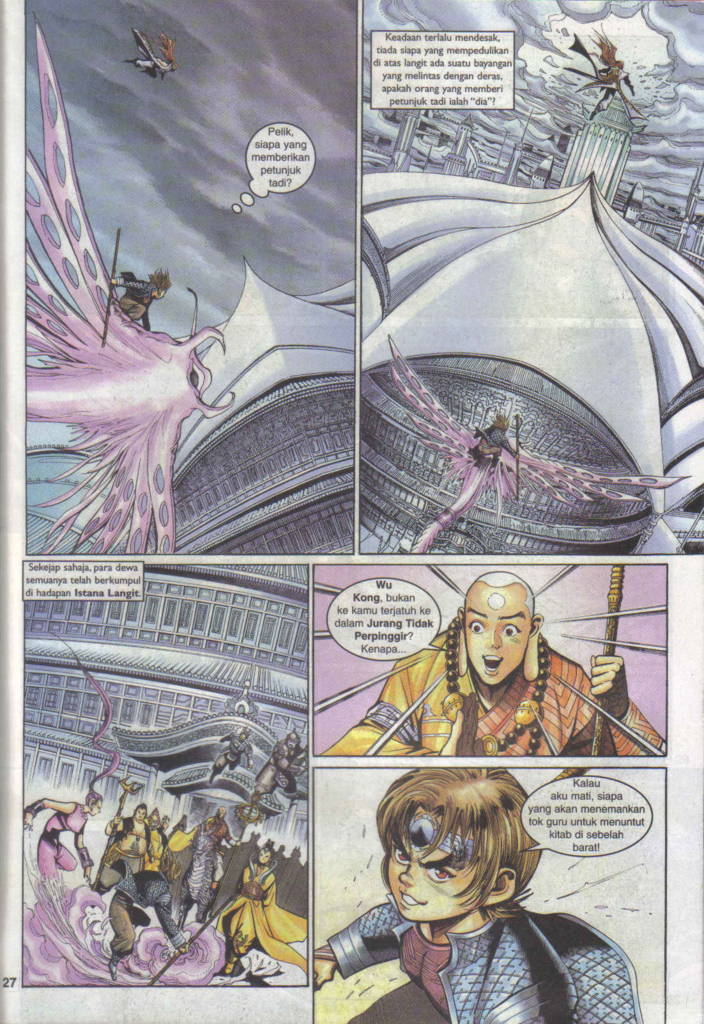 Pelik,
siapa yang
memberikan
petunjuk
tadi?
Keadaan terlalu mendesak,
tiada siapa yang mempedulikan
di atas langit ada suatu bayangan
yang melintas dengan deras,
apakah orang yang memberi
petunjuk tadi ialah "dia"?
Sekejap sahaja, para dewa
semuanya telah berkumpul
di hadapan Istana Langit.
Wu
Kong, bukan
ke kamu terjatuh ke
dalam Jurang Tidak
Perpinggir?
Kenapa...
Kalau
aku mati, siapa
yang akan menemankan
tok guru untuk menuntut
kitab di sebelah
barat!
27